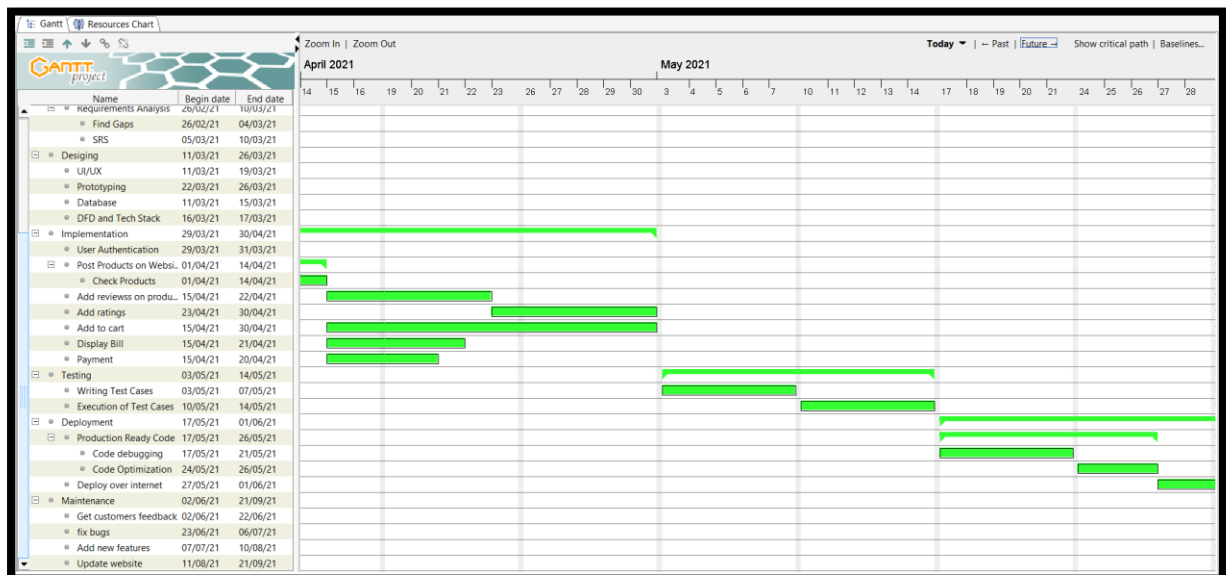 Gantt Resources Chart
Zoom In | Zoom Out Today | ← Past | Future → Show critical path | Baselines...
GANTT
project
April 2021 May 2021
14 15 16 19 20 21 22 23 26 27 28 29 30 3 4 5 6 7 10 11 12 13 14 17 18 19 20 21 24 25 26 27 28
Name Begin date End date
Requirements Analysis 26/02/21 10/03/21
Find Gaps 26/02/21 04/03/21
SRS 05/03/21 10/03/21
Desiging 11/03/21 26/03/21
UI/UX 11/03/21 19/03/21
Prototyping 22/03/21 26/03/21
Database 11/03/21 15/03/21
DFD and Tech Stack 16/03/21 17/03/21
Implementation 29/03/21 30/04/21
User Authentication 29/03/21 31/03/21
Post Products on Websi... 01/04/21 14/04/21
Check Products 01/04/21 14/04/21
Add reviewss on produ... 15/04/21 22/04/21
Add ratings 23/04/21 30/04/21
Add to cart 15/04/21 30/04/21
Display Bill 15/04/21 21/04/21
Payment 15/04/21 20/04/21
Testing 03/05/21 14/05/21
Writing Test Cases 03/05/21 07/05/21
Execution of Test Cases 10/05/21 14/05/21
Deployment 17/05/21 01/06/21
Production Ready Code 17/05/21 26/05/21
Code debugging 17/05/21 21/05/21
Code Optimization 24/05/21 26/05/21
Deploy over internet 27/05/21 01/06/21
Maintenance 02/06/21 21/09/21
Get customers feedback 02/06/21 22/06/21
fix bugs 23/06/21 06/07/21
Add new features 07/07/21 10/08/21
Update website 11/08/21 21/09/21